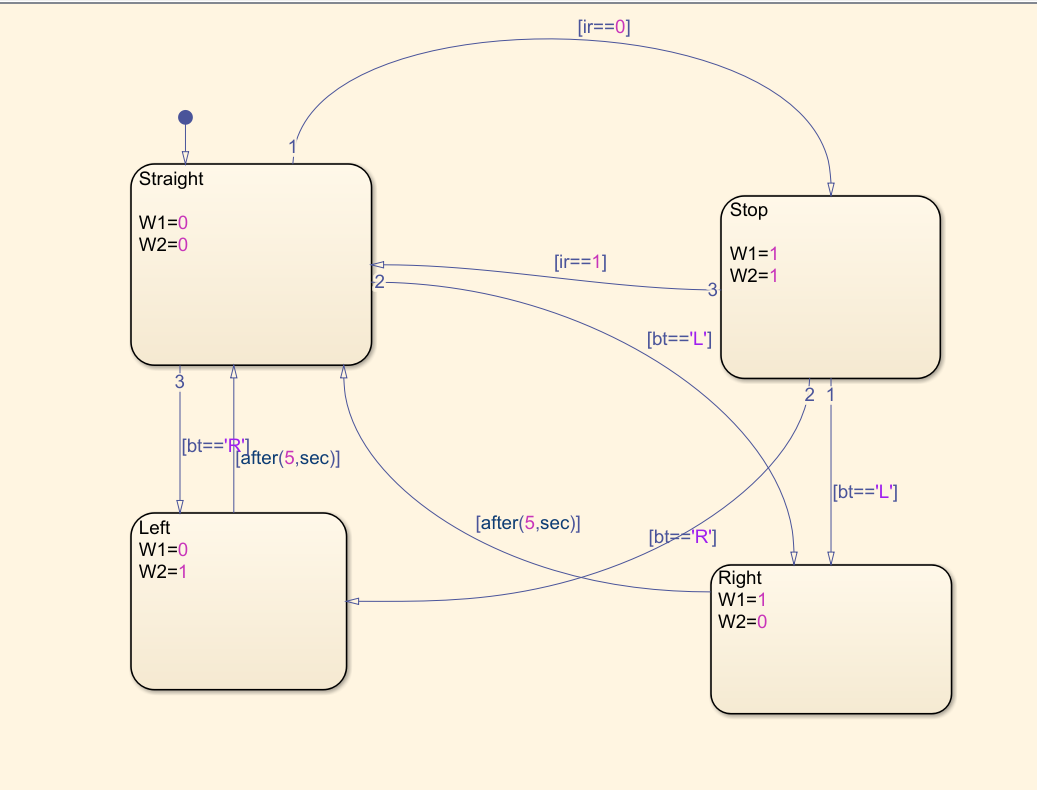 [ir==0]
1
Straight
W1=0
W2=0
Stop
W1=1
W2=1
[ir==1]
2
3
[bt=='L']
3
2
1
[bt=='R']
[after(5,sec)]
[bt=='L']
[after(5,sec)]
[bt=='R']
Left
W1=0
W2=1
Right
W1=1
W2=0